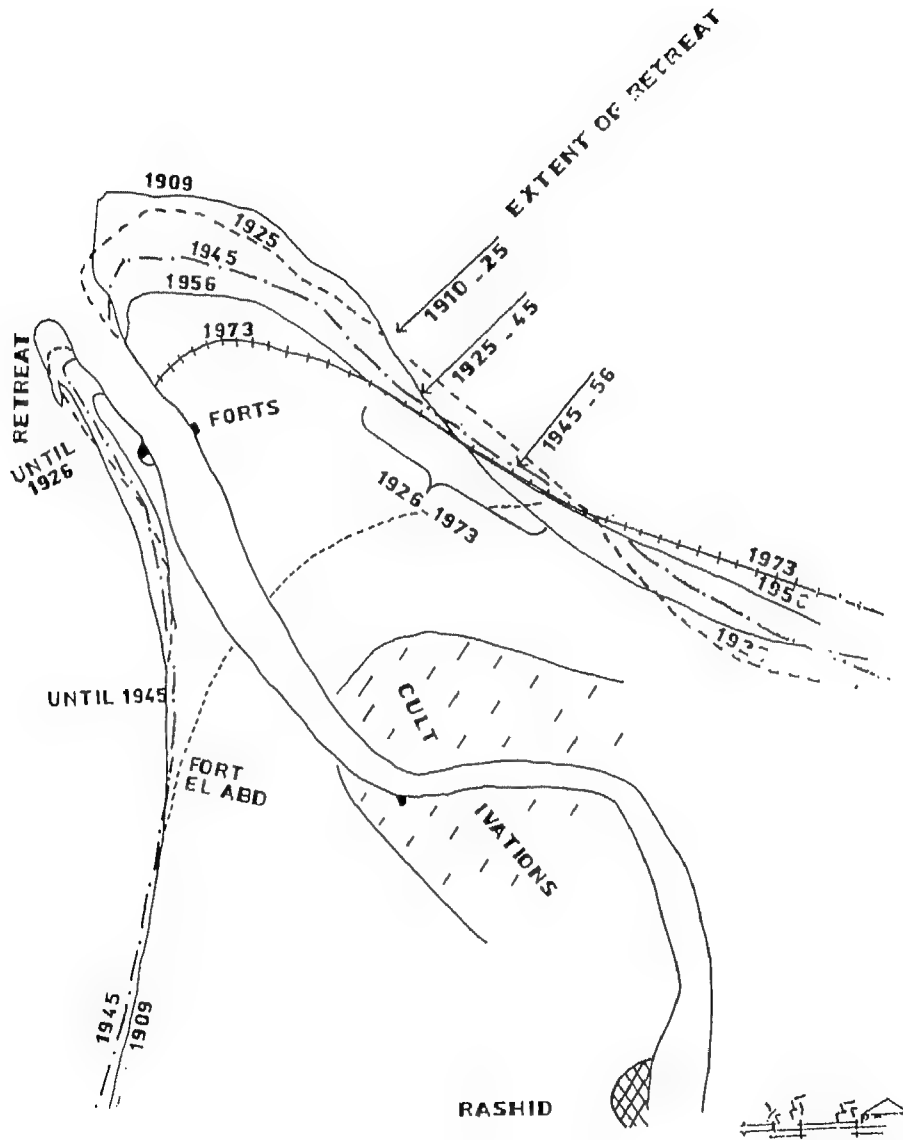 EXTENT OF RETREAT
1909
1925
1945
1956
1973
1910-25
1925-45
1945-56
RETREAT
UNTIL
1926
FORTS
1926-1973
1973
UNTIL 1945
FORT
EL ABD
CULT
IVATIONS
1945
1909
RASHID